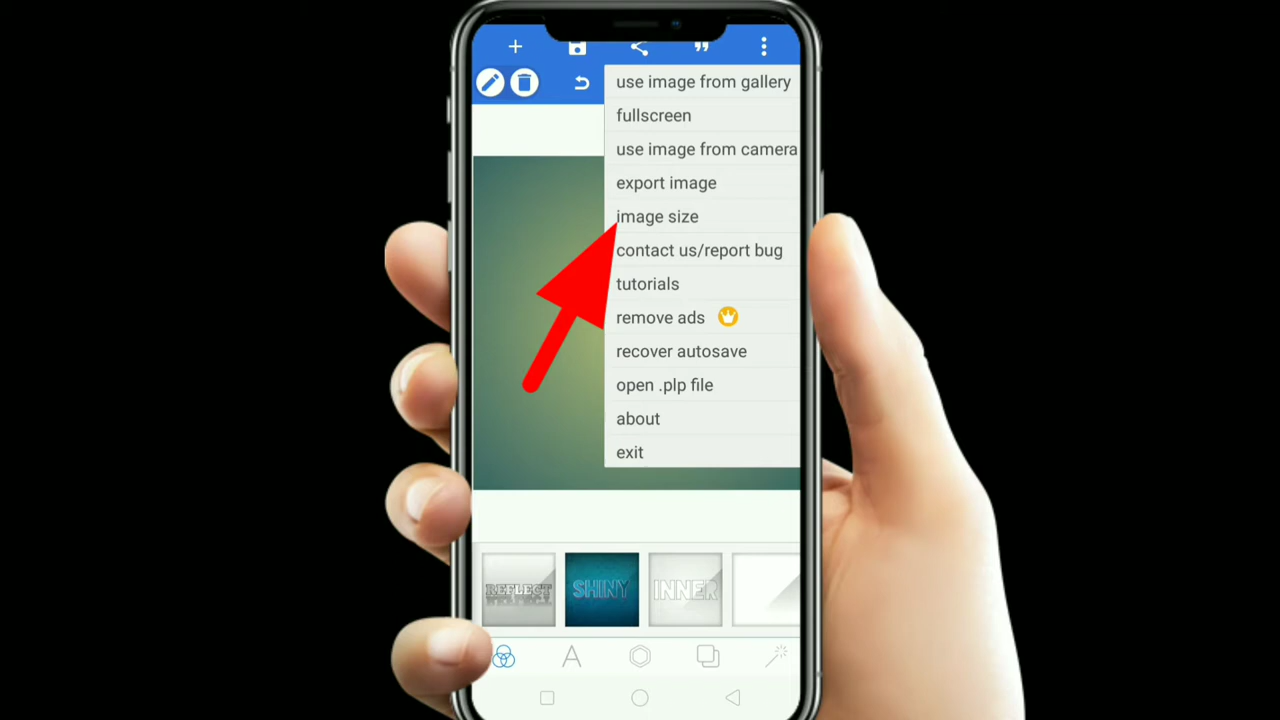 use image from gallery
fullscreen
use image from camera
export image
image size
contact us/report bug
tutorials
remove ads
recover autosave
open .plp file
about
exit
REFLECT
SHINY
INNER
A